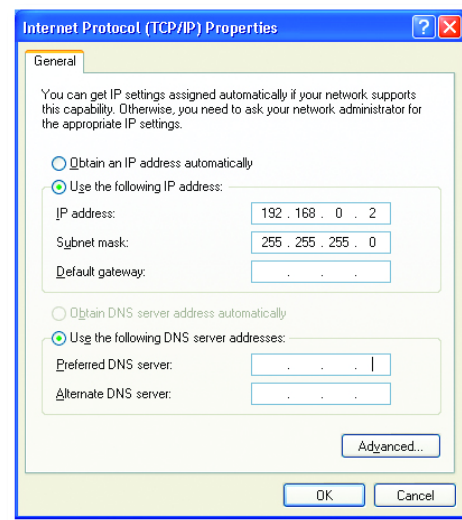 Internet Protocol (TCP/IP) Properties
General
You can get IP settings assigned automatically if your network supports
this capability. Otherwise, you need to ask your network administrator for
the appropriate IP settings.
Obtain an IP address automatically
Use the following IP address:
IP address: 192 . 168 . 0 . 2
Subnet mask: 255 . 255 . 255 . 0
Default gateway: . . .
Obtain DNS server address automatically
Use the following DNS server addresses:
Preferred DNS server: . . .
Alternate DNS server: . . .
Advanced...
OK Cancel